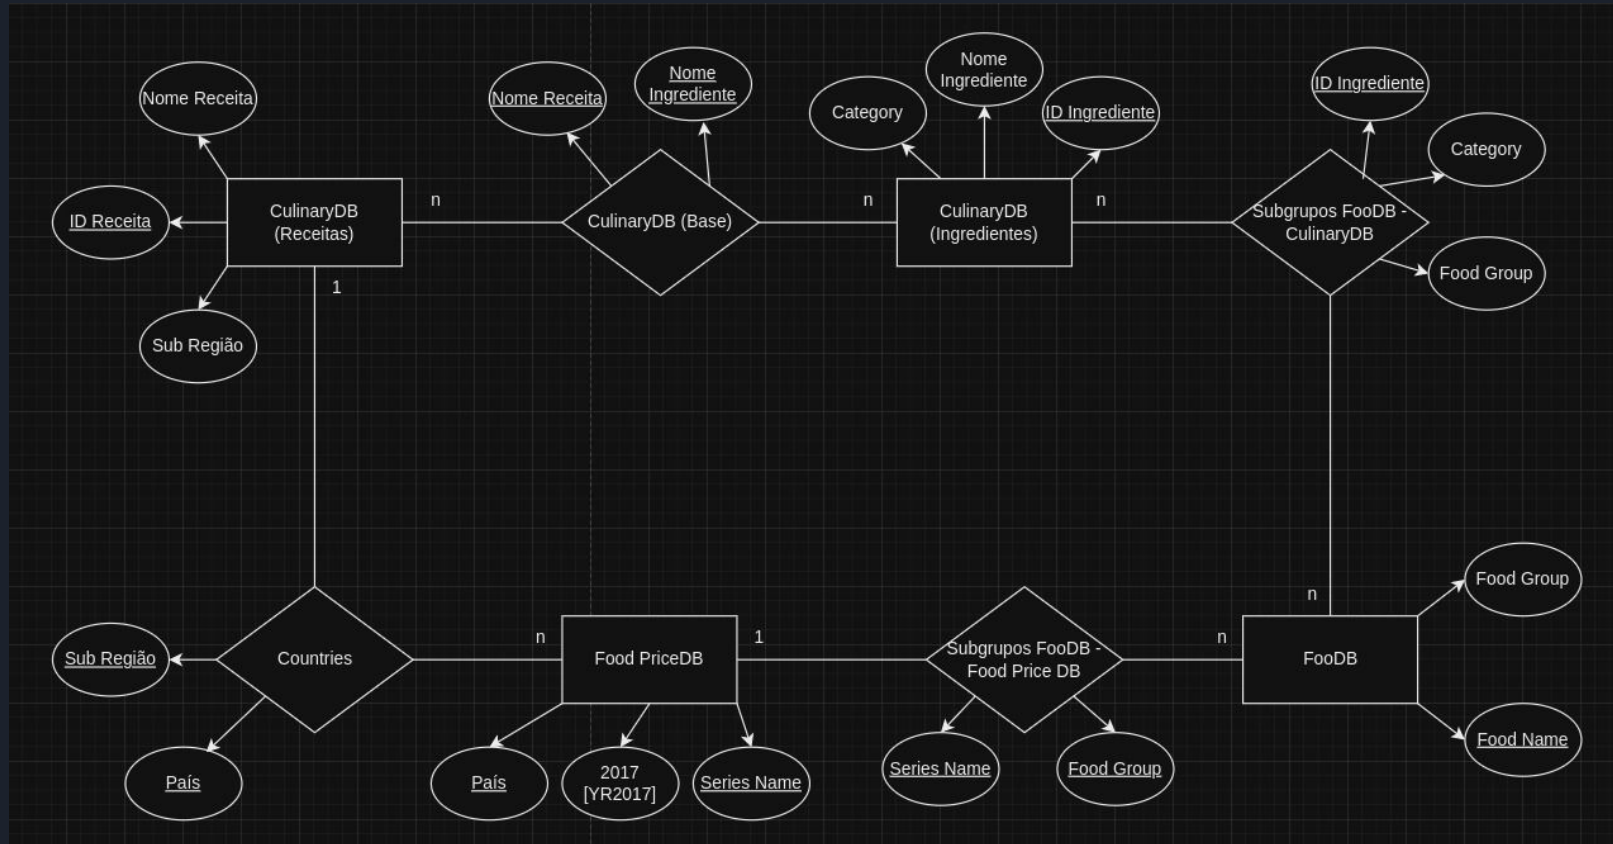 Nome Receita
ID Receita
Sub Região
CulinaryDB
(Receitas)
n
1
Nome Receita
Nome
Ingrediente
CulinaryDB (Base)
n
Category
Nome
Ingrediente
ID Ingrediente
CulinaryDB
(Ingredientes)
n
ID Ingrediente
Category
Food Group
Subgrupos FooDB -
CulinaryDB
Sub Região
País
Countries
n
Food PriceDB
1
País
2017
[YR2017]
Series Name
Subgrupos FooDB -
Food Price DB
Series Name
Food Group
n
n
FooDB
Food Group
Food Name